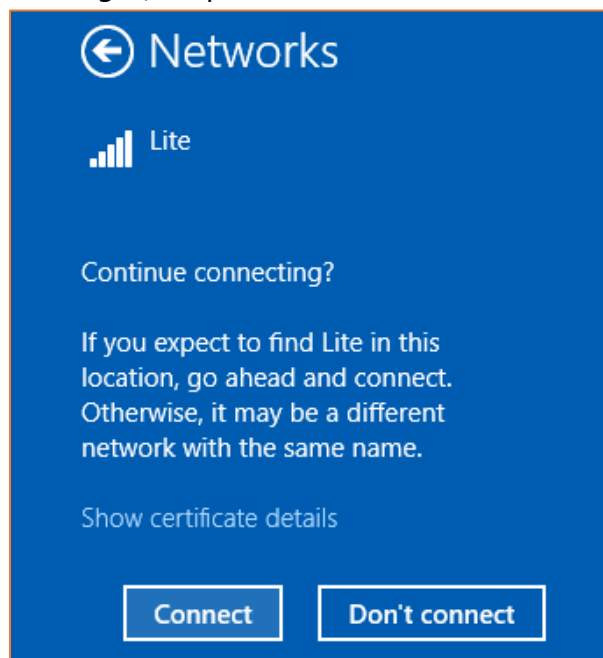 Networks
Lite
Continue connecting?
If you expect to find Lite in this
location, go ahead and connect.
Otherwise, it may be a different
network with the same name.
Show certificate details
Connect Don't connect